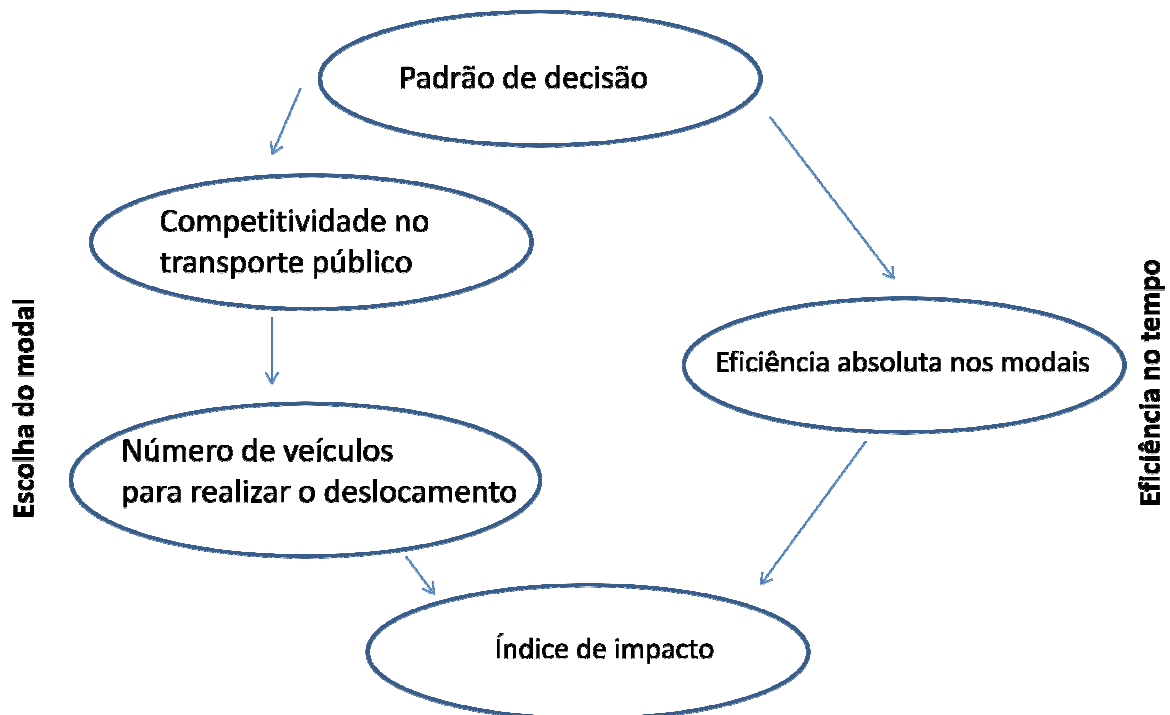 Padrão de decisão
Competitividade no
transporte público
Escolha do modal
Eficiência absoluta nos modais
Eficiência no tempo
Número de veículos
para realizar o deslocamento
Índice de impacto